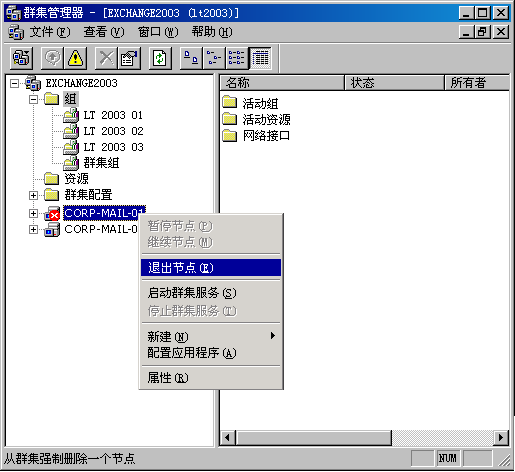 群集管理器 - [EXCHANGE2003 (lt2003)]
文件(F) 查看(V) 窗口(W) 帮助(H)
EXCHANGE2003
组
LT 2003 01
LT 2003 02
LT 2003 03
群集组
资源
群集配置
CORP-MAIL-01
CORP-MAIL-0
名称 状态 所有者
活动组
活动资源
网络接口
暂停节点(P)
继续节点(M)
退出节点(E)
启动群集服务(S)
停止群集服务(T)
新建(N)
配置应用程序(A)
属性(R)
从群集强制删除一个节点
NUM